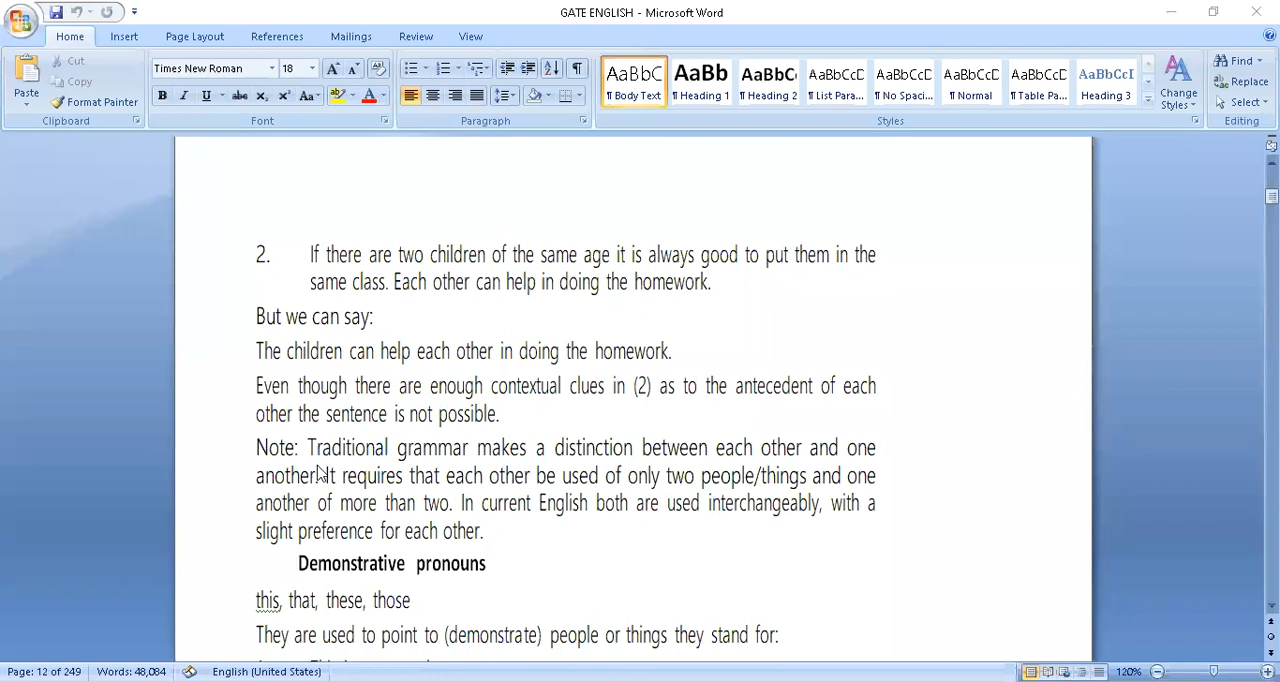 GATE ENGLISH - Microsoft Word
Home Insert Page Layout References Mailings Review View
Paste
Cut
Copy
Format Painter
Clipboard
Times New Roman 18
Font
Paragraph
AaBbC AaBb AaBbC AaBbCcD AaBbCcD AaBbCcD AaBbCcD AaBbCcI
¶ Body Text ¶ Heading 1 ¶ Heading 2 ¶ List Para... ¶ No Spaci... ¶ Normal ¶ Table Pa... Heading 3
Change
Styles
Styles
Find
Replace
Select
Editing
2. If there are two children of the same age it is always good to put them in the
same class. Each other can help in doing the homework.
But we can say:
The children can help each other in doing the homework.
Even though there are enough contextual clues in (2) as to the antecedent of each
other the sentence is not possible.
Note: Traditional grammar makes a distinction between each other and one
another. It requires that each other be used of only two people/things and one
another of more than two. In current English both are used interchangeably, with a
slight preference for each other.
Demonstrative pronouns
this, that, these, those
They are used to point to (demonstrate) people or things they stand for:
Page: 12 of 249 Words: 48,084 English (United States) 120%